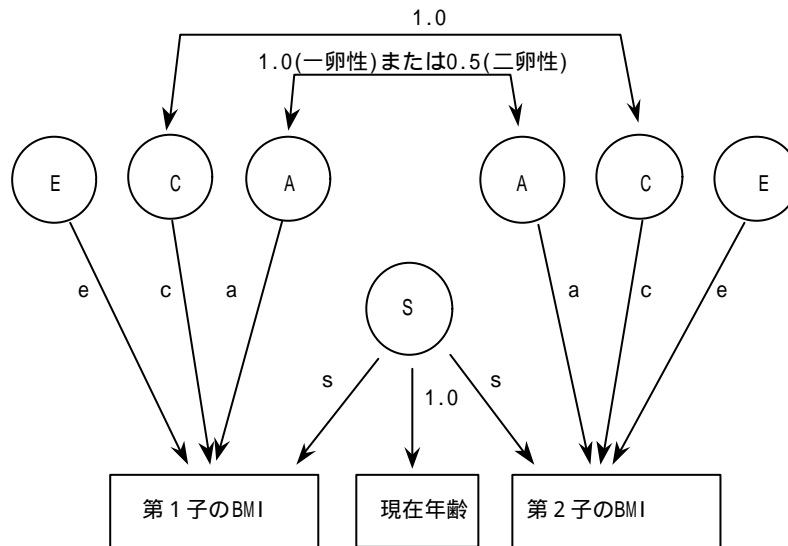 1.0
1.0(一卵性)または0.5(二卵性)
E C A A C E
e c a S a c e
s 1.0 s
第1子のBMI 現在年齢 第2子のBMI